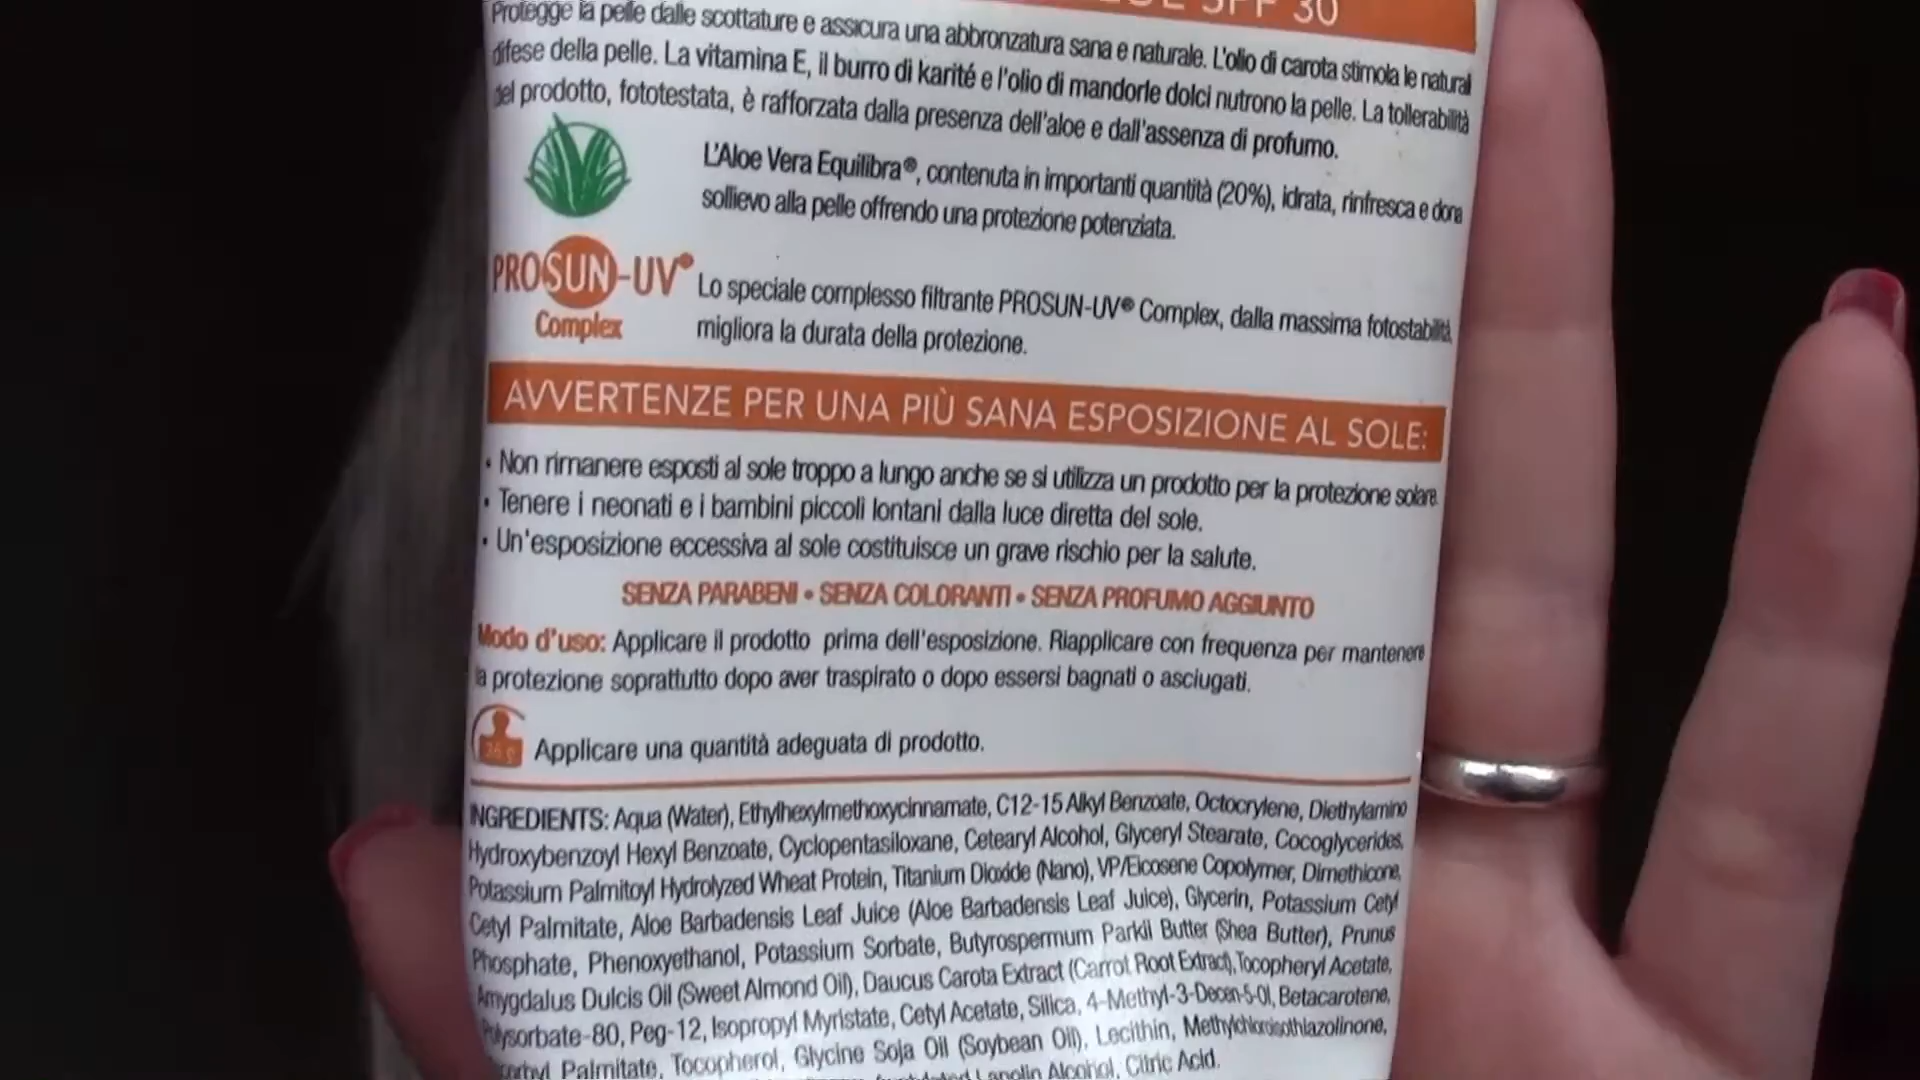 SPF 30
Protegge la pelle dalle scottature e assicura una abbronzatura sana e naturale. L'olio di carota stimola le natural
difese della pelle. La vitamina E, il burro di karité e l'olio di mandorle dolci nutrono la pelle. La tollerabilità
del prodotto, fototestata, è rafforzata dalla presenza dell'aloe e dall'assenza di profumo.
L'Aloe Vera Equilibra®, contenuta in importanti quantità (20%), idrata, rinfresca e dona
sollievo alla pelle offrendo una protezione potenziata.
PROSUN-UV®
Complex
Lo speciale complesso filtrante PROSUN-UV® Complex, dalla massima fotostabilità,
migliora la durata della protezione.
AVVERTENZE PER UNA PIÙ SANA ESPOSIZIONE AL SOLE:
• Non rimanere esposti al sole troppo a lungo anche se si utilizza un prodotto per la protezione solare.
• Tenere i neonati e i bambini piccoli lontani dalla luce diretta del sole.
• Un'esposizione eccessiva al sole costituisce un grave rischio per la salute.
SENZA PARABENI • SENZA COLORANTI • SENZA PROFUMO AGGIUNTO
Modo d'uso: Applicare il prodotto prima dell'esposizione. Riapplicare con frequenza per mantenere
la protezione soprattutto dopo aver traspirato o dopo essersi bagnati o asciugati.
Applicare una quantità adeguata di prodotto.
INGREDIENTS: Aqua (Water), Ethylhexylmethoxycinnamate, C12-15 Alkyl Benzoate, Octocrylene, Diethylamino
Hydroxybenzoyl Hexyl Benzoate, Cyclopentasiloxane, Cetearyl Alcohol, Glyceryl Stearate, Cocoglycerides,
Potassium Palmitoyl Hydrolyzed Wheat Protein, Titanium Dioxide (Nano), VP/Eicosene Copolymer, Dimethicone,
Cetyl Palmitate, Aloe Barbadensis Leaf Juice (Aloe Barbadensis Leaf Juice), Glycerin, Potassium Cetyl
Phosphate, Phenoxyethanol, Potassium Sorbate, Butyrospermum Parkii Butter (Shea Butter), Prunus
Amygdalus Dulcis Oil (Sweet Almond Oil), Daucus Carota Extract (Carrot Root Extract), Tocopheryl Acetate,
Polysorbate-80, Peg-12, Isopropyl Myristate, Cetyl Acetate, Silica, 4-Methyl-3-Decen-5-Ol, Betacarotene,
Palmitate, Tocopherol, Glycine Soja Oil (Soybean Oil), Lecithin, Methylchloroisothiazolinone,
Lanolin Alcohol, Citric Acid.